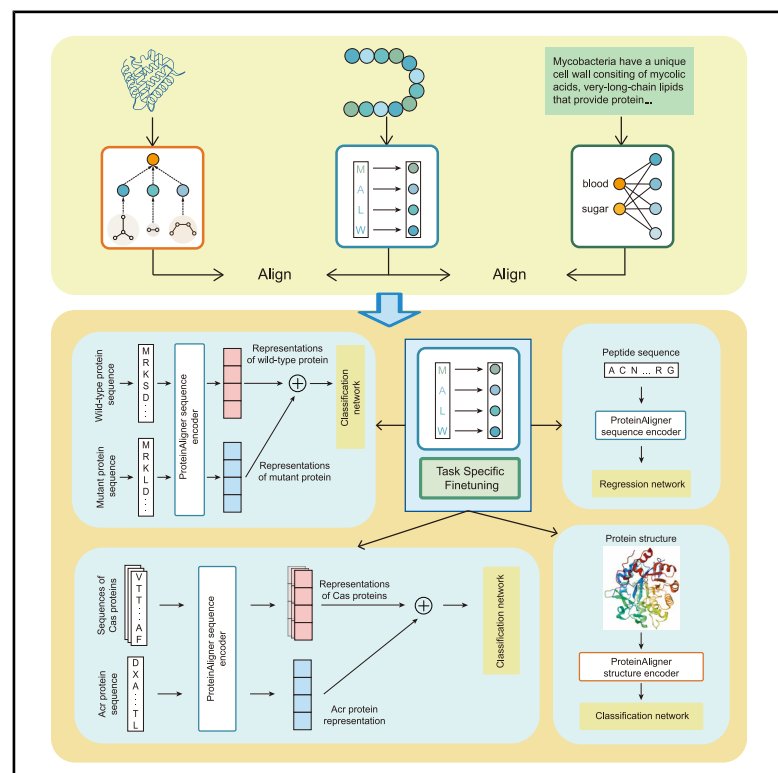 Mycobacteria have a unique
cell wall consiting of mycolic
acids, very-long-chain lipids
that provide protein...
M
A
L
W
blood
sugar
Align
Align
Wild-type protein
sequence
M
R
K
S
D
⋮
ProteinAligner sequence
encoder
Representations
of wild-type protein
Classification
network
Mutant protein
sequence
M
R
K
L
D
⋮
Representations
of mutant protein
M
A
L
W
Task Specific
Finetuning
Peptide sequence
A C N ... R G
ProteinAligner
sequence encoder
Regression network
Sequences of
Cas proteins
V
T
T
⋮
A
F
ProteinAligner sequence
encoder
Representations
of Cas proteins
Classification network
Acr protein
sequence
D
X
A
⋮
T
L
Acr protein
representation
Protein structure
ProteinAligner
structure encoder
Classification network